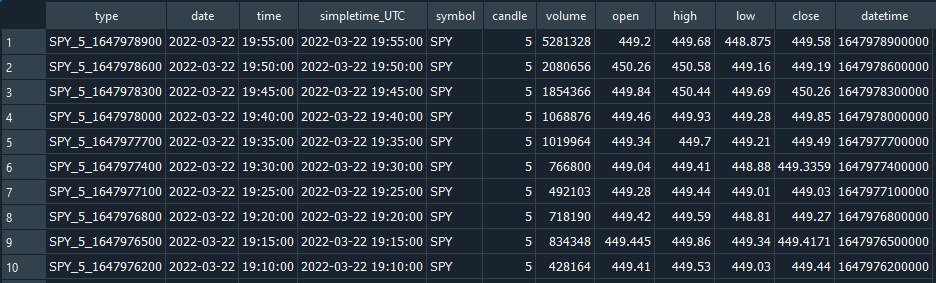 type date time simpletime_UTC symbol candle volume open high low close datetime
1 SPY_5_1647978900 2022-03-22 19:55:00 2022-03-22 19:55:00 SPY 5 5281328 449.2 449.68 448.875 449.58 1647978900000
2 SPY_5_1647978600 2022-03-22 19:50:00 2022-03-22 19:50:00 SPY 5 2080656 450.26 450.58 449.16 449.19 1647978600000
3 SPY_5_1647978300 2022-03-22 19:45:00 2022-03-22 19:45:00 SPY 5 1854366 449.84 450.44 449.69 450.26 1647978300000
4 SPY_5_1647978000 2022-03-22 19:40:00 2022-03-22 19:40:00 SPY 5 1068876 449.46 449.93 449.28 449.85 1647978000000
5 SPY_5_1647977700 2022-03-22 19:35:00 2022-03-22 19:35:00 SPY 5 1019964 449.34 449.7 449.21 449.49 1647977700000
6 SPY_5_1647977400 2022-03-22 19:30:00 2022-03-22 19:30:00 SPY 5 766800 449.04 449.41 448.88 449.3359 1647977400000
7 SPY_5_1647977100 2022-03-22 19:25:00 2022-03-22 19:25:00 SPY 5 492103 449.28 449.44 449.01 449.03 1647977100000
8 SPY_5_1647976800 2022-03-22 19:20:00 2022-03-22 19:20:00 SPY 5 718190 449.42 449.59 448.81 449.27 1647976800000
9 SPY_5_1647976500 2022-03-22 19:15:00 2022-03-22 19:15:00 SPY 5 834348 449.445 449.86 449.34 449.4171 1647976500000
10 SPY_5_1647976200 2022-03-22 19:10:00 2022-03-22 19:10:00 SPY 5 428164 449.41 449.53 449.03 449.44 1647976200000